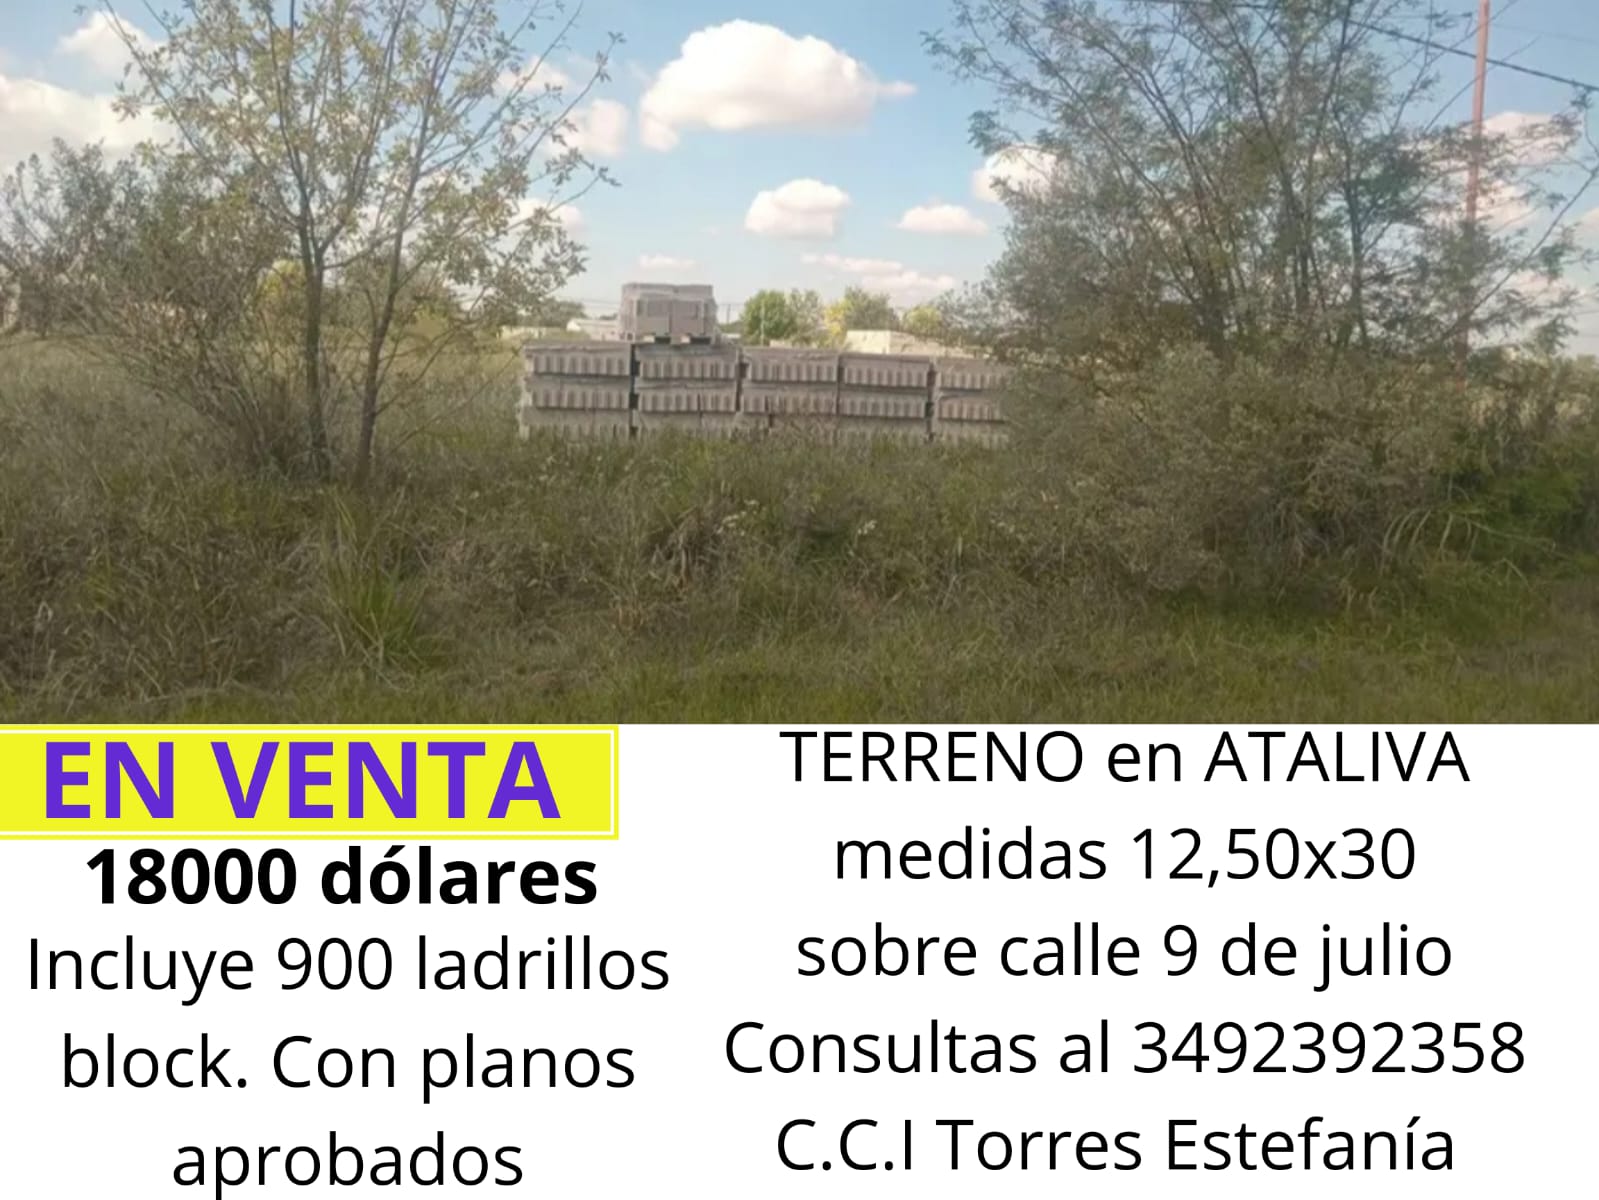 EN VENTA
18000 dólares
Incluye 900 ladrillos
block. Con planos
aprobados
TERRENO en ATALIVA
medidas 12,50x30
sobre calle 9 de julio
Consultas al 3492392358
C.C.I Torres Estefanía